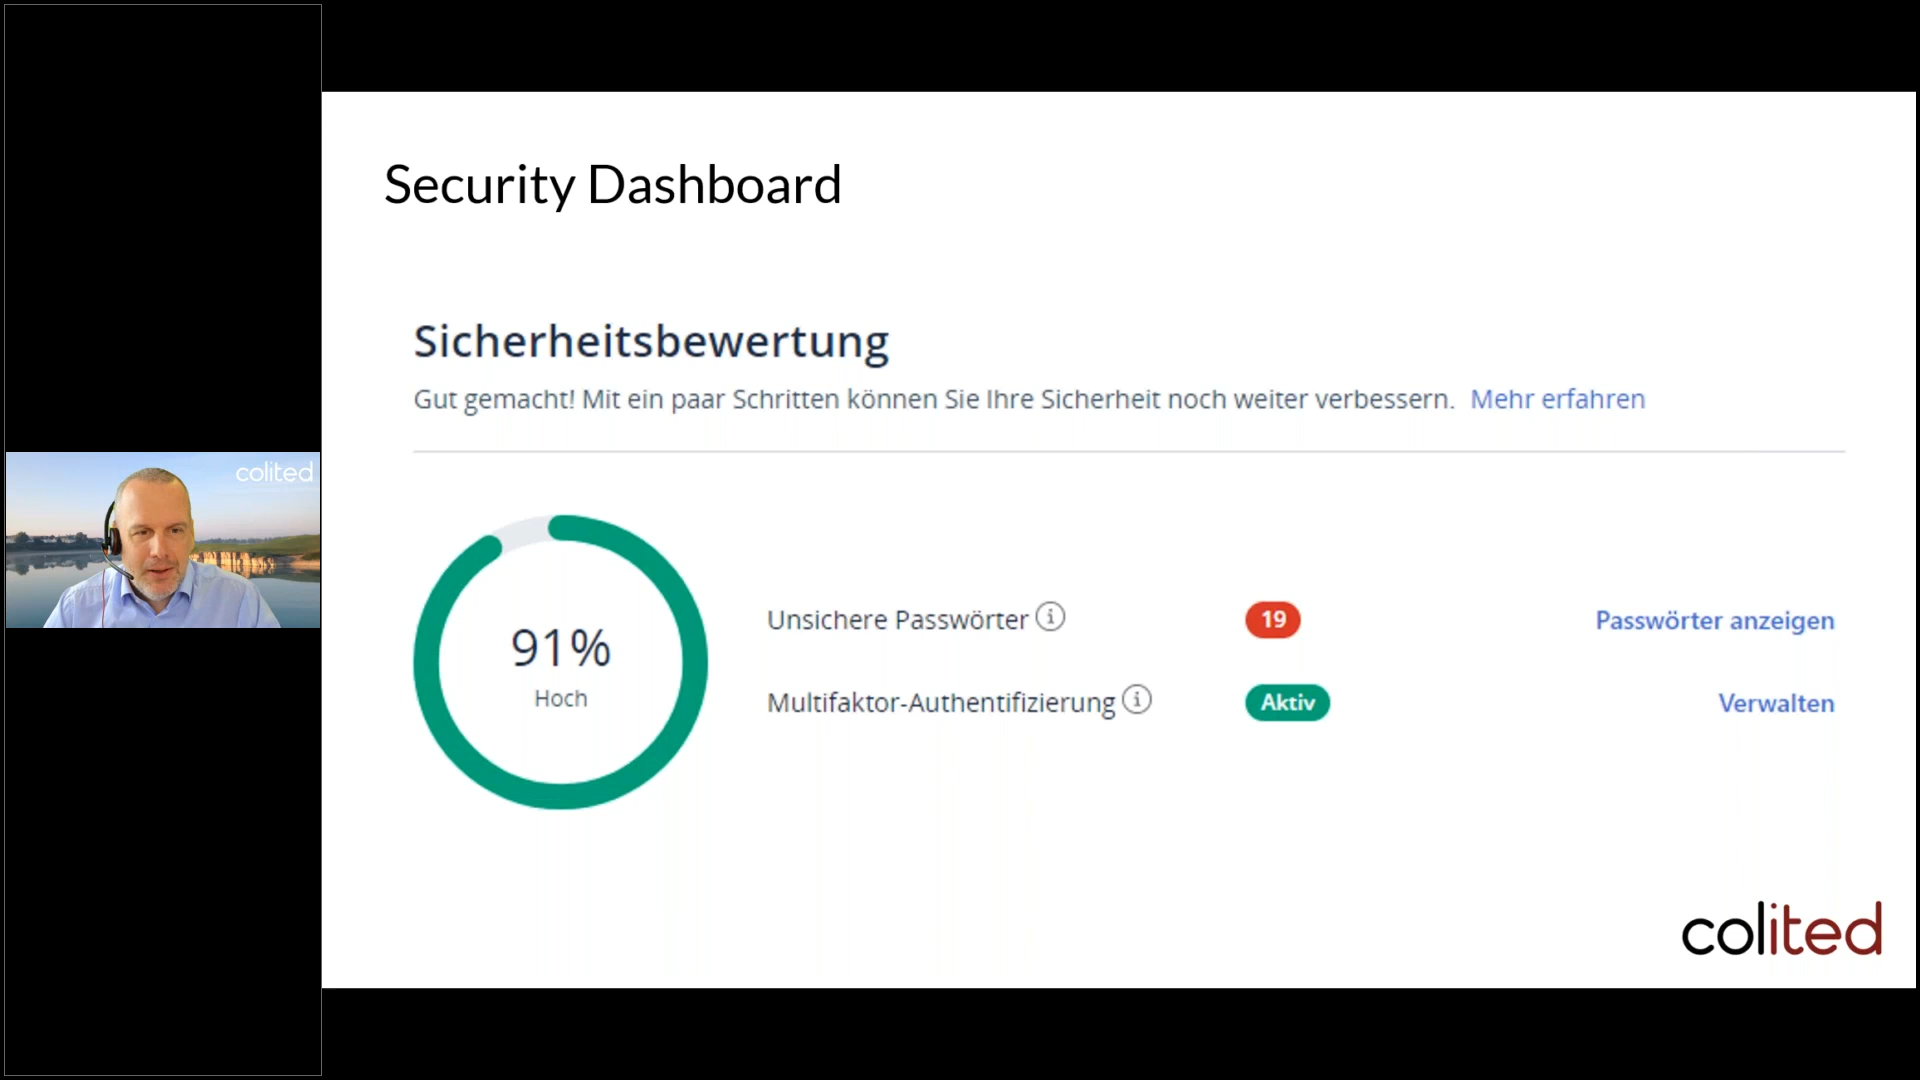 Security Dashboard
Sicherheitsbewertung
Gut gemacht! Mit ein paar Schritten können Sie Ihre Sicherheit noch weiter verbessern. Mehr erfahren
colited
91%
Hoch
Unsichere Passwörter 19 Passwörter anzeigen
Multifaktor-Authentifizierung Aktiv Verwalten
colited